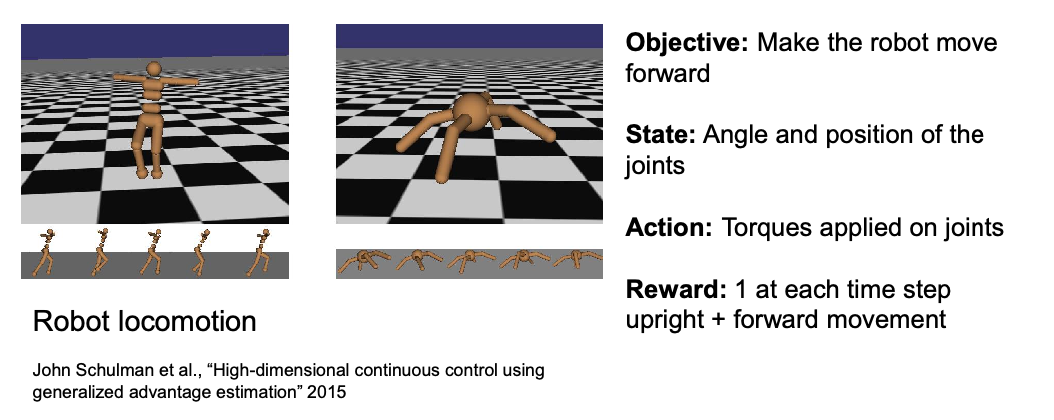 Objective: Make the robot move
forward
State: Angle and position of the
joints
Action: Torques applied on joints
Reward: 1 at each time step
upright + forward movement
Robot locomotion
John Schulman et al., “High-dimensional continuous control using
generalized advantage estimation” 2015